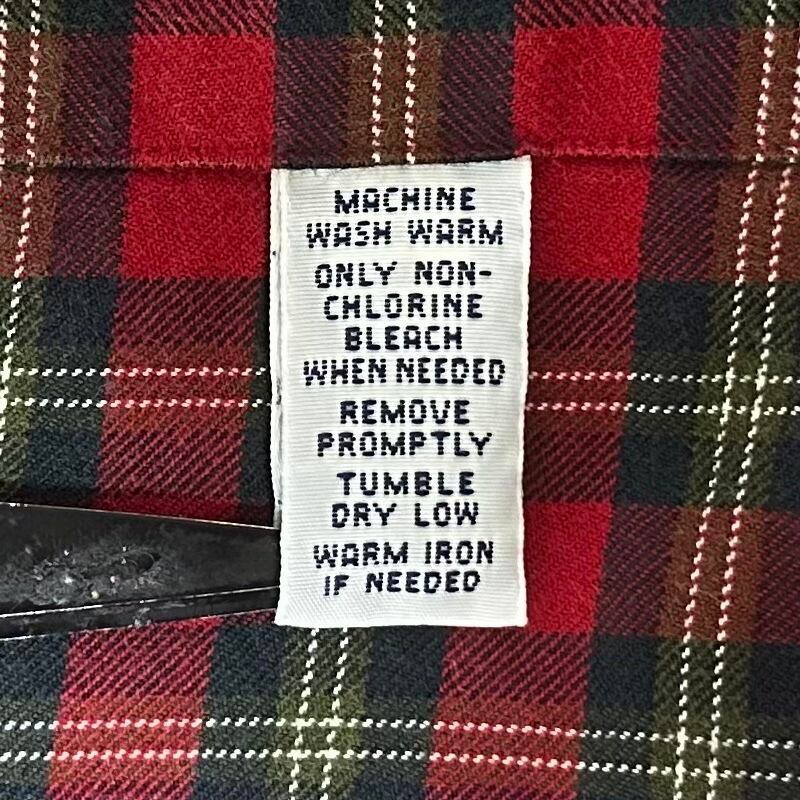 MACHINE
WASH WARM
ONLY NON-
CHLORINE
BLEACH
WHEN NEEDED
REMOVE
PROMPTLY
TUMBLE
DRY LOW
WARM IRON
IF NEEDED